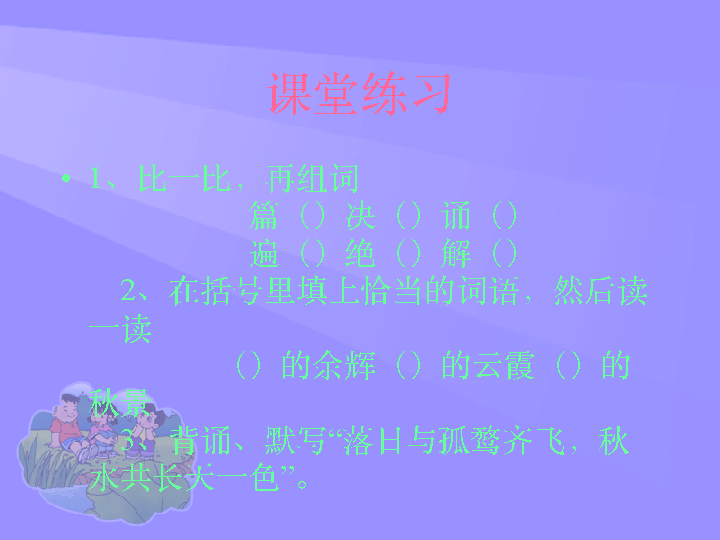 课堂练习
• 1、比一比，再组词
篇（）决（）诵（）
遍（）绝（）解（）
2、在括号里填上恰当的词语，然后读
一读
（）的余辉（）的云霞（）的
秋景
3、背诵、默写“落日与孤鹜齐飞，秋
水共长天一色”。